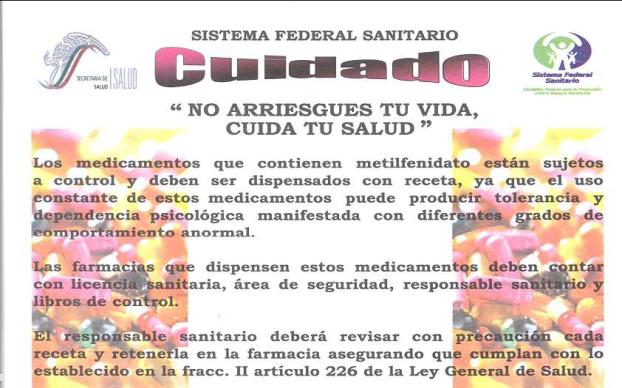 SISTEMA FEDERAL SANITARIO
SECRETARÍA DE
SALUD
SALUD
Cuidado
Sistema Federal
Sanitario
“ NO ARRIESGUES TU VIDA,
CUIDA TU SALUD ”
Los medicamentos que contienen metilfenidato están sujetos
a control y deben ser dispensados con receta, ya que el uso
constante de estos medicamentos puede producir tolerancia y
dependencia psicológica manifestada con diferentes grados de
comportamiento anormal.
Las farmacias que dispensen estos medicamentos deben contar
con licencia sanitaria, área de seguridad, responsable sanitario y
libros de control.
El responsable sanitario deberá revisar con precaución cada
receta y retenerla en la farmacia asegurando que cumplan con lo
establecido en la fracc. II artículo 226 de la Ley General de Salud.